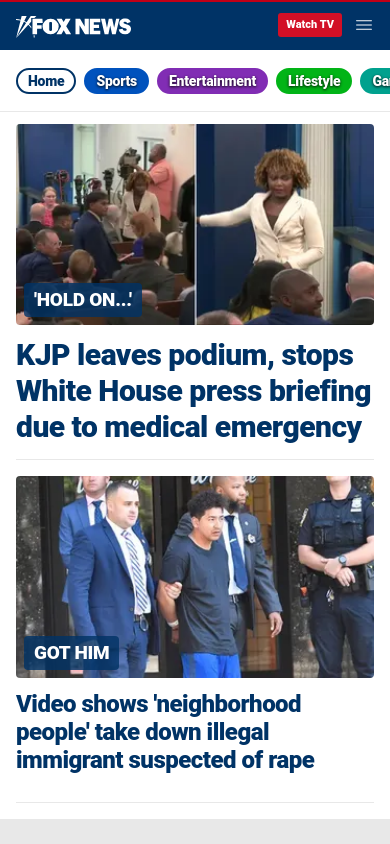 FOX NEWS
Watch TV
Home
Sports
Entertainment
Lifestyle
Ga
'HOLD ON...'
KJP leaves podium, stops
White House press briefing
due to medical emergency
GOT HIM
Video shows 'neighborhood
people' take down illegal
immigrant suspected of rape